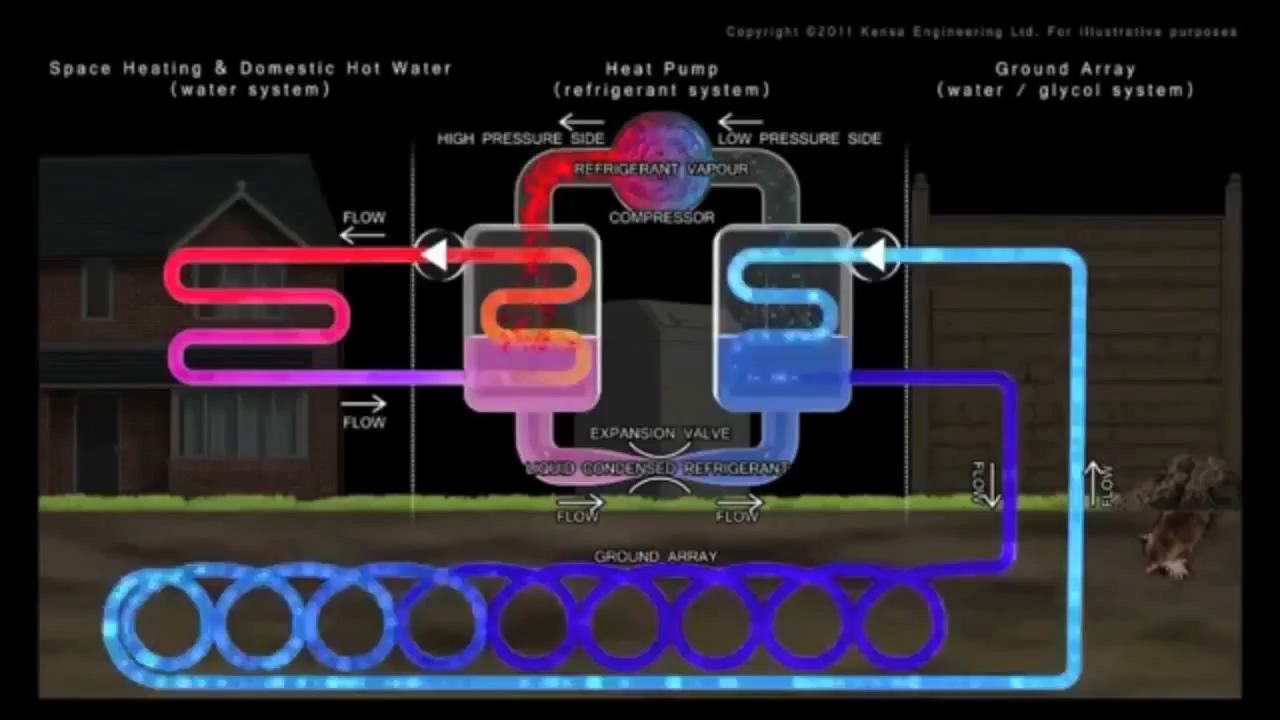 Copyright ©2011 Kensa Engineering Ltd. For illustrative purposes
Space Heating & Domestic Hot Water
(water system)
Heat Pump
(refrigerant system)
Ground Array
(water / glycol system)
HIGH PRESSURE SIDE
LOW PRESSURE SIDE
REFRIGERANT VAPOUR
COMPRESSOR
FLOW
FLOW
EXPANSION VALVE
LIQUID CONDENSED REFRIGERANT
FLOW
FLOW
FLOW
FLOW
GROUND ARRAY